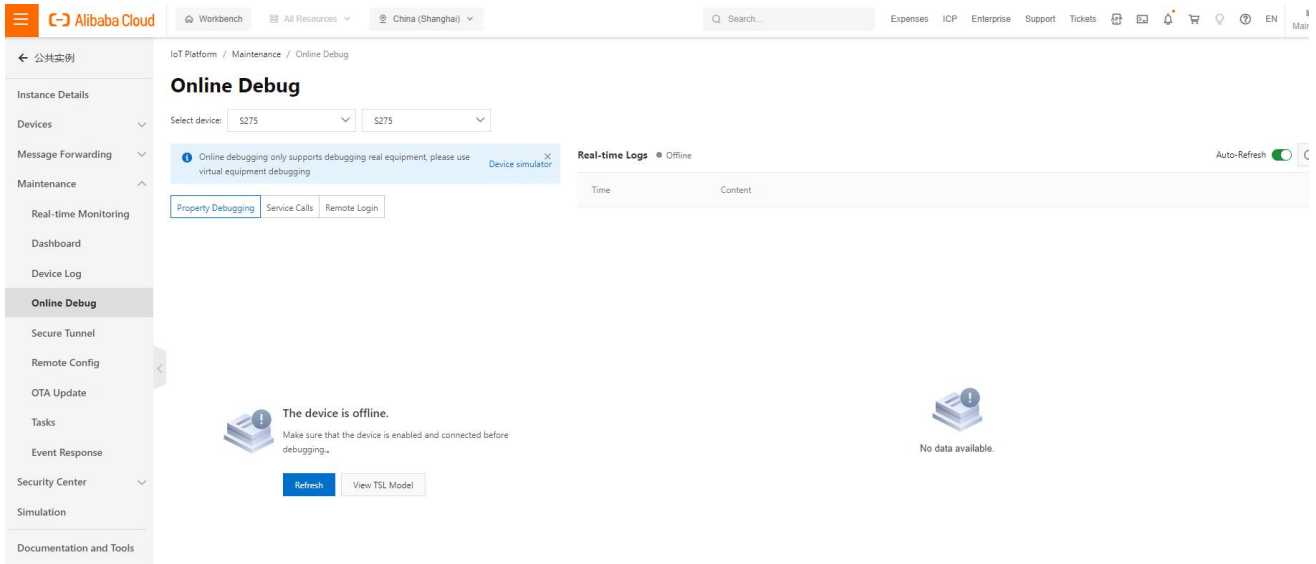 Alibaba Cloud Workbench All Resources China (Shanghai) Search... Expenses ICP Enterprise Support Tickets EN
公共实例
Instance Details
Devices
Message Forwarding
Maintenance
Real-time Monitoring
Dashboard
Device Log
Online Debug
Secure Tunnel
Remote Config
OTA Update
Tasks
Event Response
Security Center
Simulation
Documentation and Tools
IoT Platform / Maintenance / Online Debug
Online Debug
Select device: S275 S275
Online debugging only supports debugging real equipment, please use
virtual equipment debugging
Device simulator
Property Debugging Service Calls Remote Login
The device is offline.
Make sure that the device is enabled and connected before
debugging.。
Refresh View TSL Model
Real-time Logs Offline Auto-Refresh
Time Content
No data available.